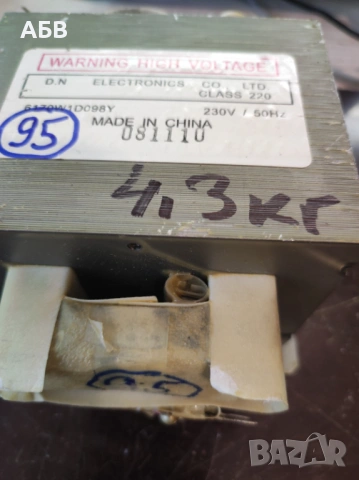 АБВ
WARNING HIGH VOLTAGE
D.N ELECTRONICS CO., LTD.
CLASS 220
6170W1D098Y 230V / 50Hz
95 MADE IN CHINA
08111U
4,3кг
BAZAR